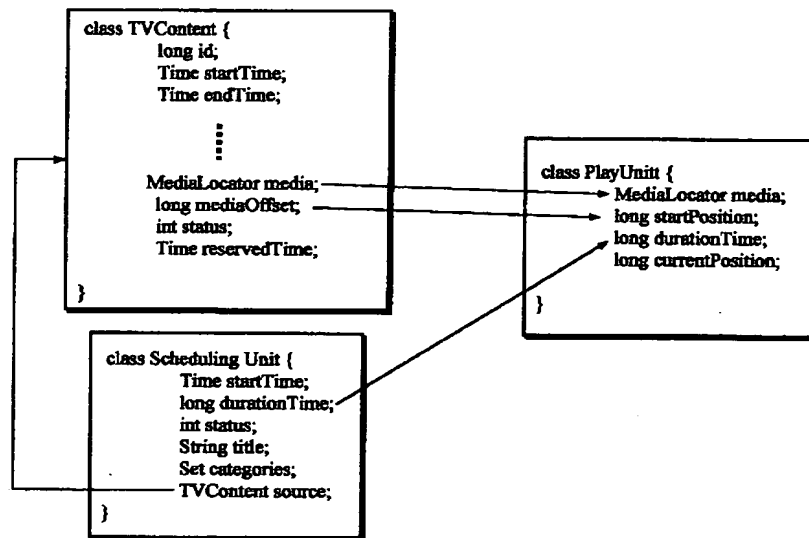 class TVContent {
long id;
Time startTime;
Time endTime;
MediaLocator media;
long mediaOffset;
int status;
Time reservedTime;
}
class PlayUnitt {
MediaLocator media;
long startPosition;
long durationTime;
long currentPosition;
}
class Scheduling Unit {
Time startTime;
long durationTime;
int status;
String title;
Set categories;
TVContent source;
}